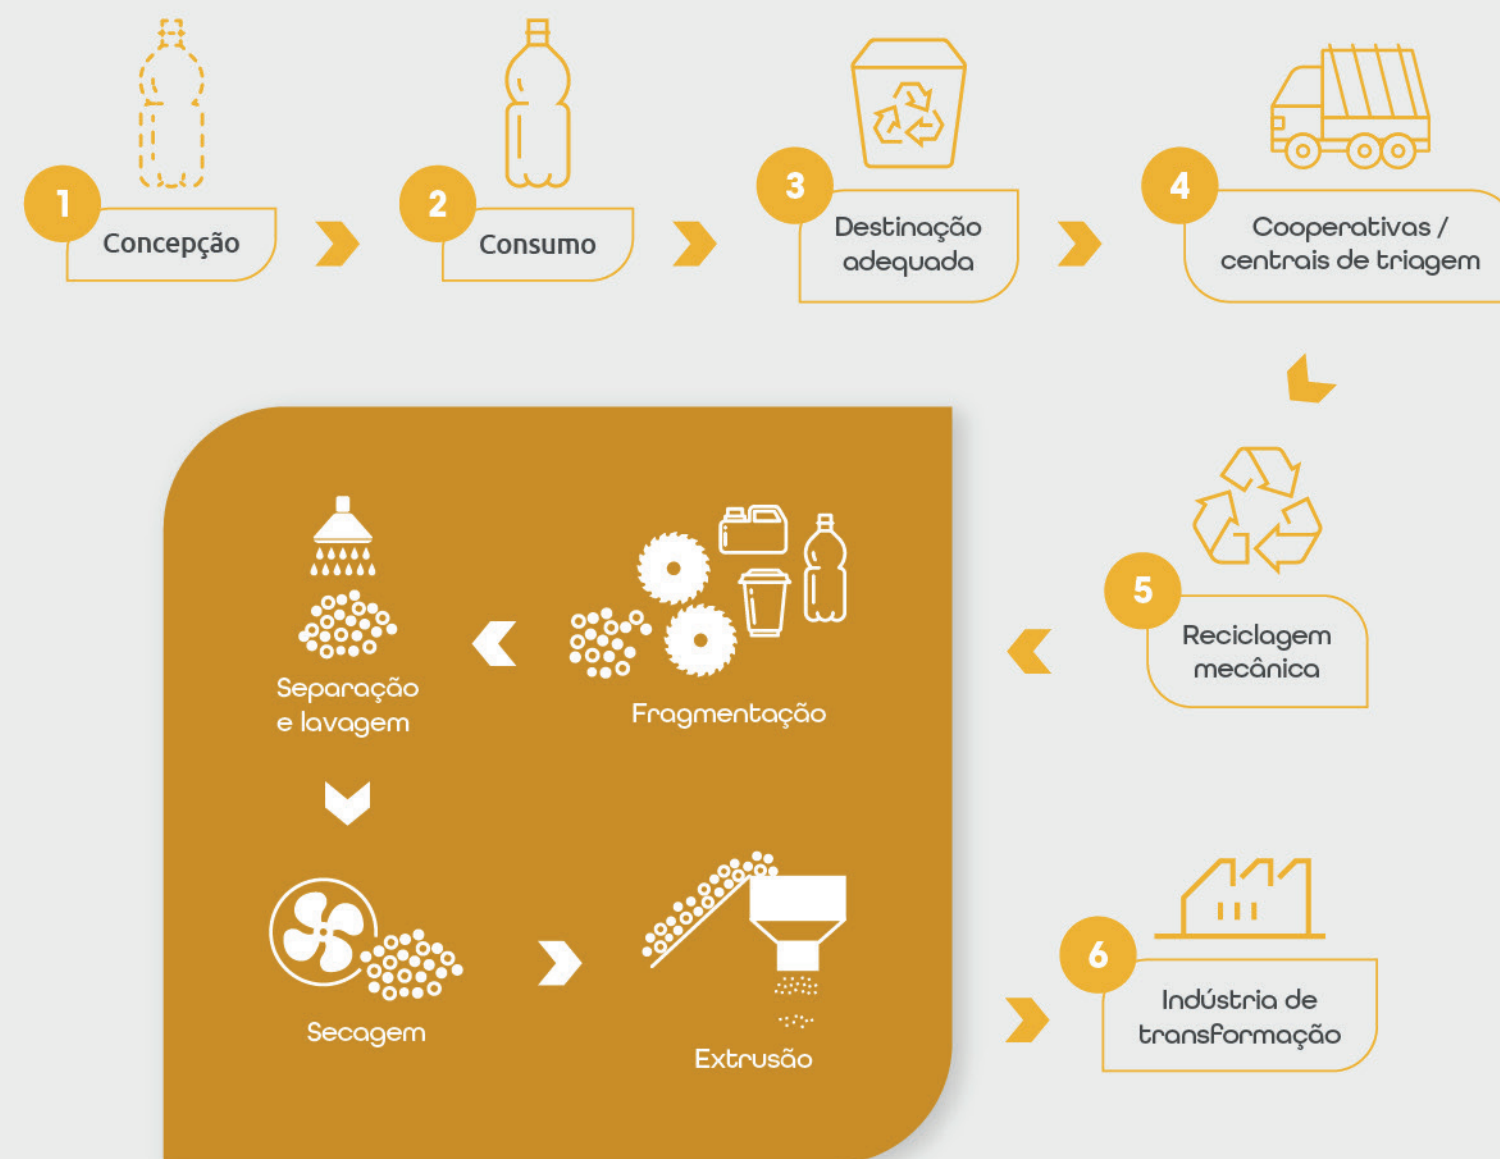 1
Concepção
2
Consumo
3
Destinação
adequada
4
Cooperativas /
centrais de triagem
5
Reciclagem
mecânica
Fragmentação
Separação
e lavagem
Secagem
Extrusão
6
Indústria de
transformação